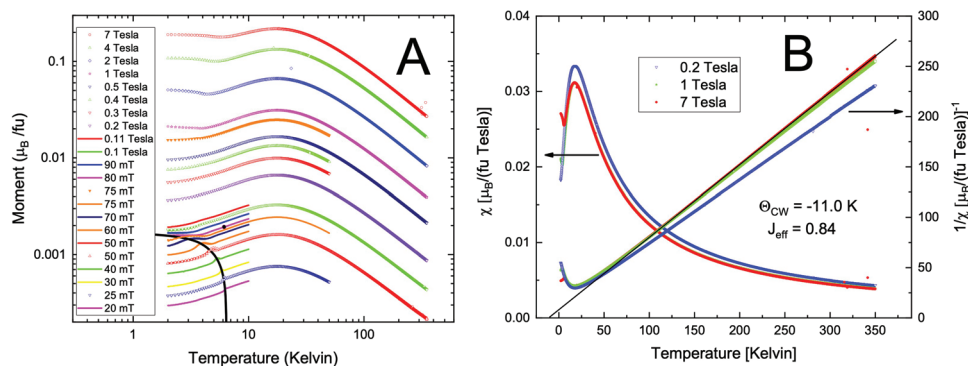 A
Moment (μB /fu)
0.1
0.01
0.001
7 Tesla
4 Tesla
2 Tesla
1 Tesla
0.5 Tesla
0.4 Tesla
0.3 Tesla
0.2 Tesla
0.11 Tesla
0.1 Tesla
90 mT
80 mT
75 mT
75 mT
70 mT
60 mT
50 mT
50 mT
40 mT
30 mT
25 mT
20 mT
1 10 100
Temperature (Kelvin)
B
χ [μB/(fu Tesla)]
0.04
0.03
0.02
0.01
0.00
0.2 Tesla
1 Tesla
7 Tesla
ΘCW = -11.0 K
Jeff = 0.84
0 50 100 150 200 250 300 350
Temperature [Kelvin]
300
250
200
150
100
50
0
1/χ [μB/(fu Tesla)]-1